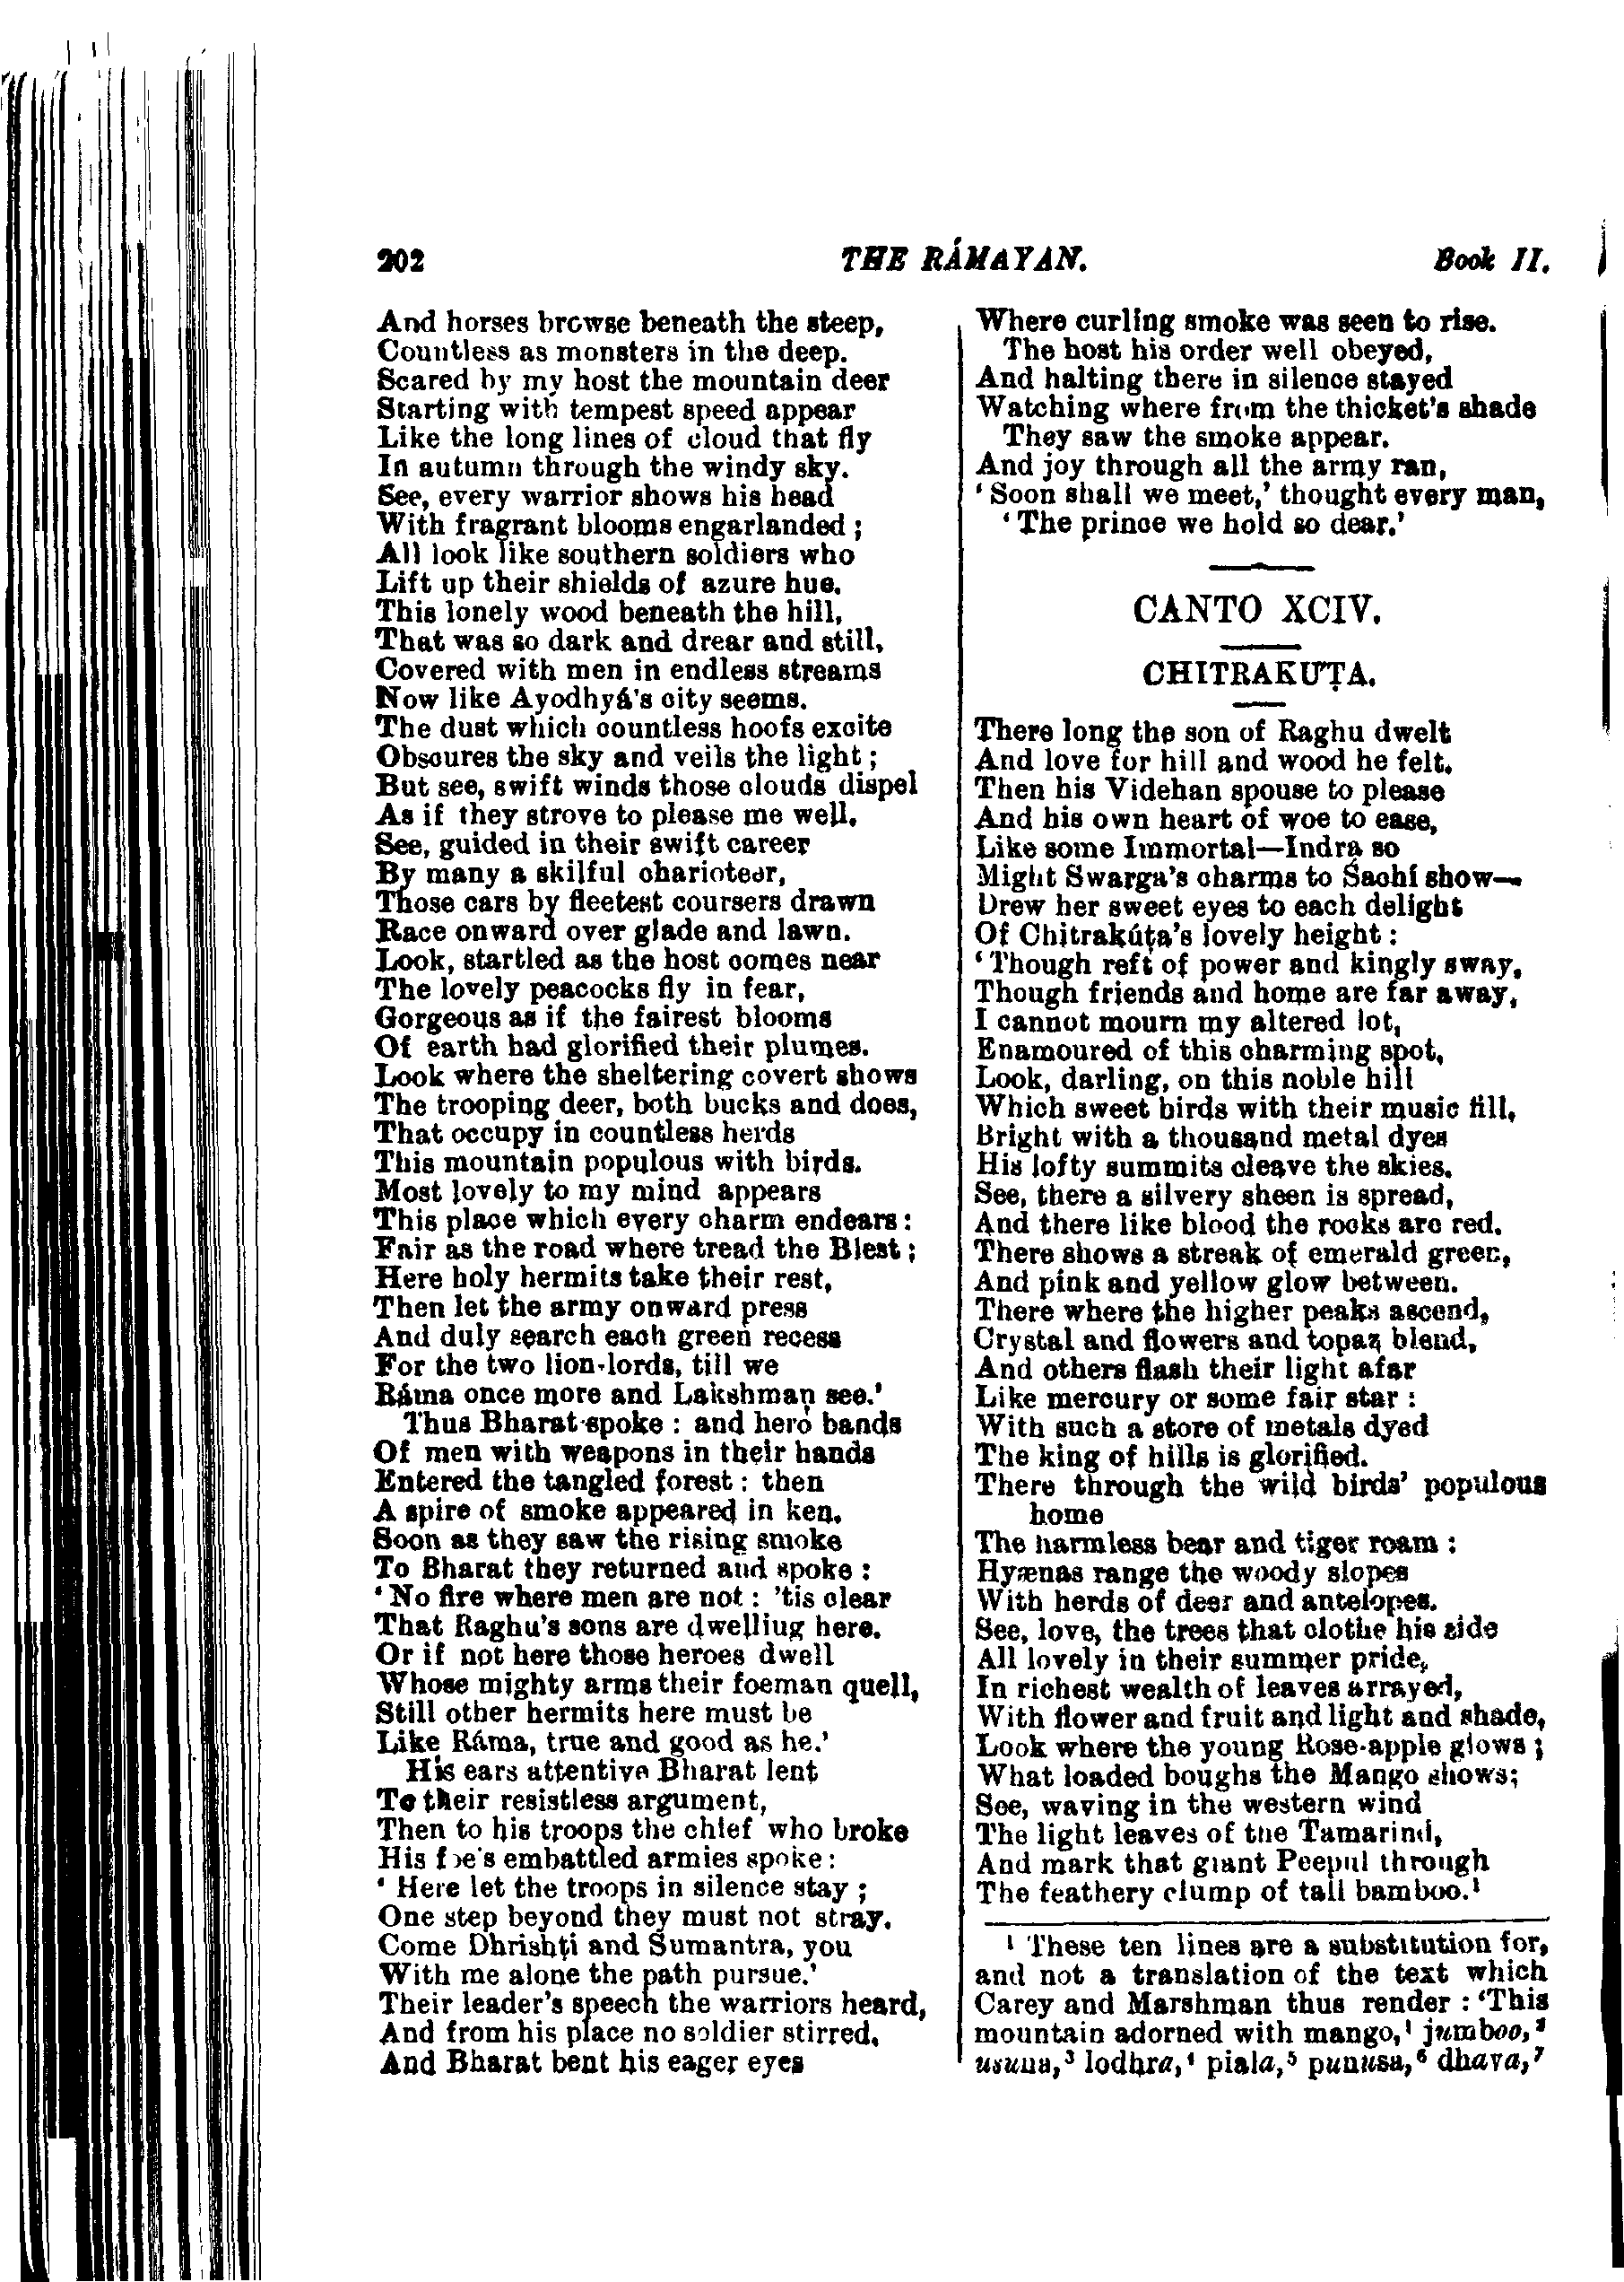 202 THE RÁMAYAN. Book II.
And horses browse beneath the steep,
Countless as monsters in the deep.
Scared by my host the mountain deer
Starting with tempest speed appear
Like the long lines of cloud that fly
In autumn through the windy sky.
See, every warrior shows his head
With fragrant blooms engarlanded ;
All look like southern soldiers who
Lift up their shields of azure hue.
This lonely wood beneath the hill,
That was so dark and drear and still,
Covered with men in endless streams
Now like Ayodhyá's city seems.
The dust which countless hoofs excite
Obscures the sky and veils the light ;
But see, swift winds those clouds dispel
As if they strove to please me well.
See, guided in their swift career
By many a skilful charioteer,
Those cars by fleetest coursers drawn
Race onward over glade and lawn.
Look, startled as the host comes near
The lovely peacocks fly in fear,
Gorgeous as if the fairest blooms
Of earth had glorified their plumes.
Look where the sheltering covert shows
The trooping deer, both bucks and does,
That occupy in countless herds
This mountain populous with birds.
Most lovely to my mind appears
This place which every charm endears :
Fair as the road where tread the Blest ;
Here holy hermits take their rest,
Then let the army onward press
And duly search each green recess
For the two lion-lords, till we
Ráma once more and Lakshmaṇ see.'
Thus Bharat spoke : and hero bands
Of men with weapons in their hands
Entered the tangled forest : then
A spire of smoke appeared in ken.
Soon as they saw the rising smoke
To Bharat they returned and spoke :
'No fire where men are not : 'tis clear
That Raghu's sons are dwelliug here.
Or if not here those heroes dwell
Whose mighty arms their foeman quell,
Still other hermits here must be
Like Ráma, true and good as he.'
His ears attentive Bharat lent
To their resistless argument,
Then to his troops the chief who broke
His foe's embattled armies spoke :
' Here let the troops in silence stay ;
One step beyond they must not stray.
Come Dhrishṭi and Sumantra, you
With me alone the path pursue.'
Their leader's speech the warriors heard,
And from his place no soldier stirred,
And Bharat bent his eager eyes
Where curling smoke was seen to rise.
The host his order well obeyed,
And halting there in silence stayed
Watching where from the thicket's shade
They saw the smoke appear.
And joy through all the army ran,
'Soon shall we meet,' thought every man,
'The prince we hold so dear.'
CANTO XCIV.
CHITRAKÚṬA.
There long the son of Raghu dwelt
And love for hill and wood he felt.
Then his Videhan spouse to please
And his own heart of woe to ease,
Like some Immortal—Indra so
Might Swarga's charms to Śachí show—
Drew her sweet eyes to each delight
Of Chitrakúṭa's lovely height :
'Though reft of power and kingly sway,
Though friends and home are far away,
I cannot mourn my altered lot,
Enamoured of this charming spot,
Look, darling, on this noble hill
Which sweet birds with their music fill,
Bright with a thousand metal dyes
His lofty summits cleave the skies.
See, there a silvery sheen is spread,
And there like blood the rocks are red.
There shows a streak of emerald green,
And pink and yellow glow between.
There where the higher peaks ascend,
Crystal and flowers and topaz blend,
And others flash their light afar
Like mercury or some fair star :
With such a store of metals dyed
The king of hills is glorified.
There through the wild birds' populous
home
The harmless bear and tiger roam :
Hyænas range the woody slopes
With herds of deer and antelopes.
See, love, the trees that clothe his side
All lovely in their summer pride,
In richest wealth of leaves arrayed,
With flower and fruit and light and shade,
Look where the young Rose-apple glows ;
What loaded boughs the Mango shows;
See, waving in the western wind
The light leaves of the Tamarind,
And mark that giant Peepul through
The feathery clump of tall bamboo.¹
¹ These ten lines are a substitution for,
and not a translation of the text which
Carey and Marshman thus render : 'This
mountain adorned with mango,¹ jumboo,²
usuna,³ lodhra,⁴ piala,⁵ punusa,⁶ dhava,⁷